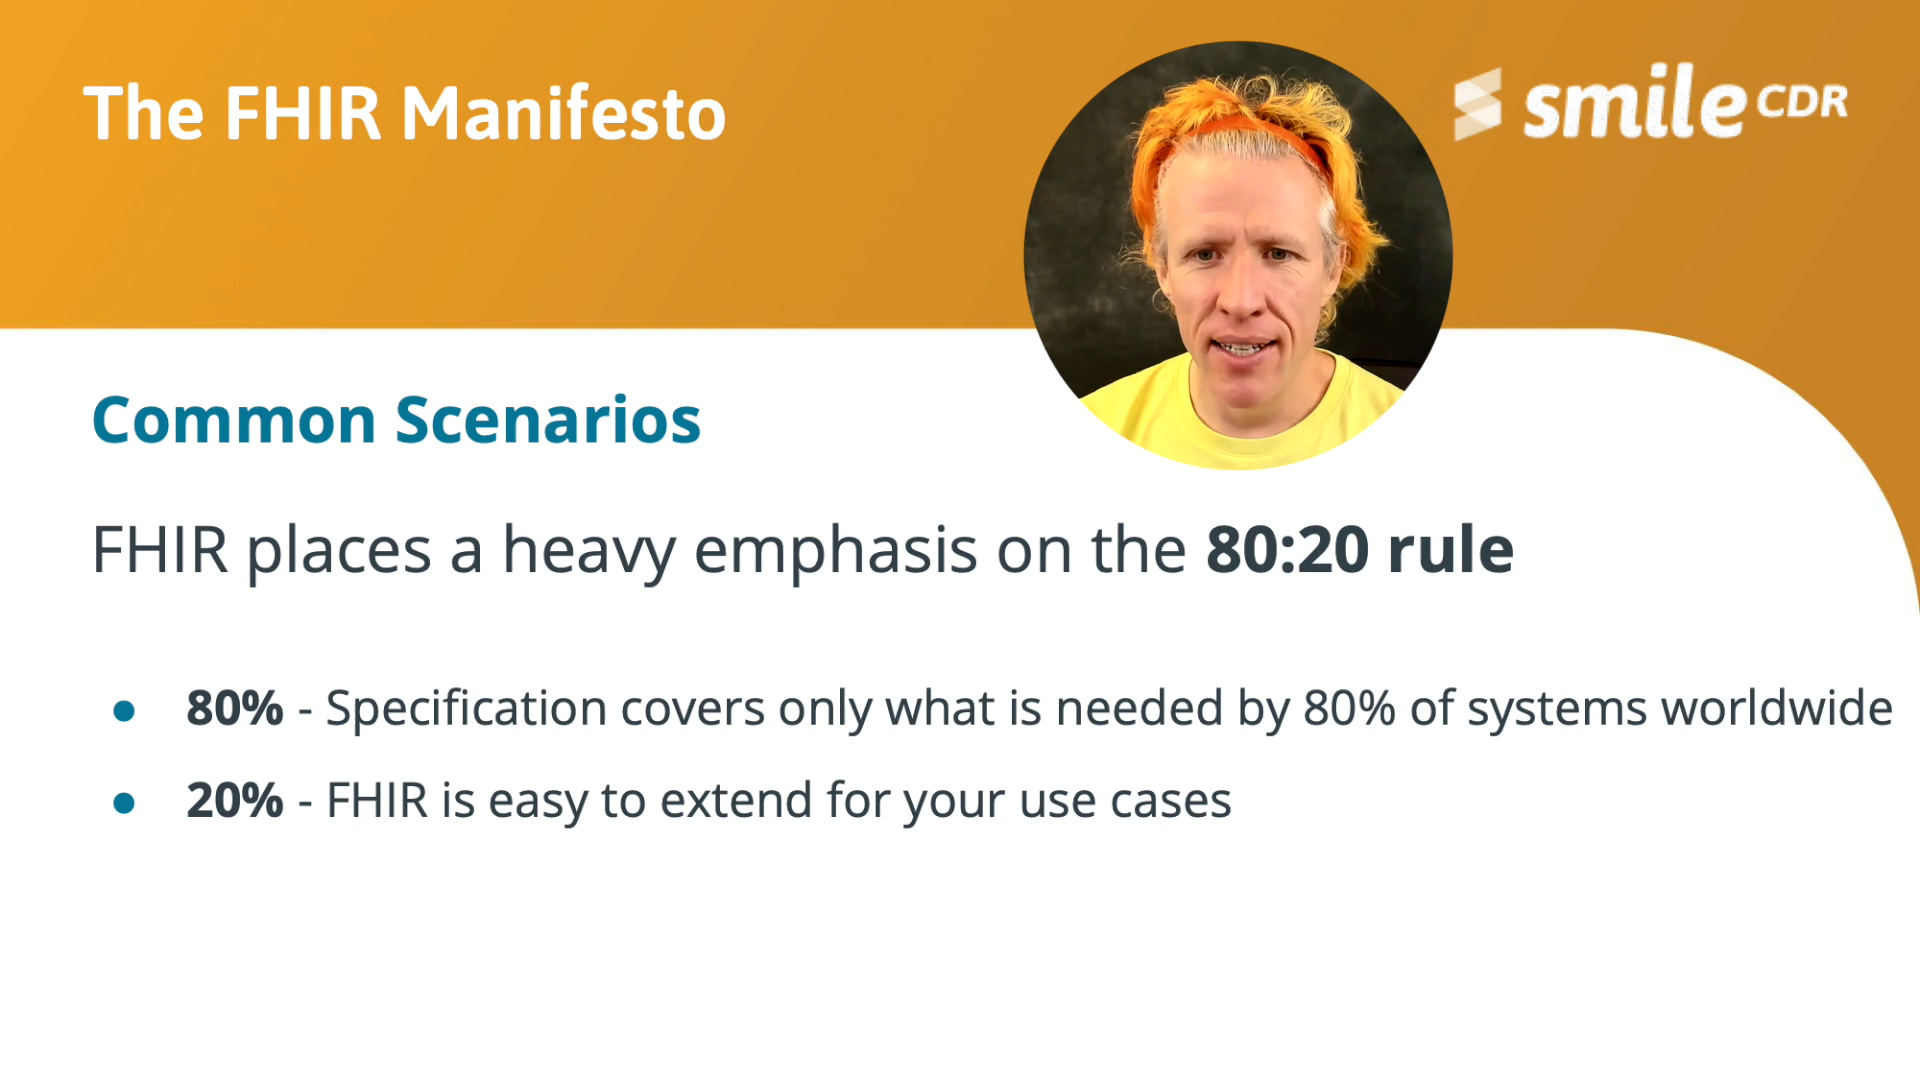 The FHIR Manifesto
smile CDR
Common Scenarios
FHIR places a heavy emphasis on the 80:20 rule
● 80% - Specification covers only what is needed by 80% of systems worldwide
● 20% - FHIR is easy to extend for your use cases